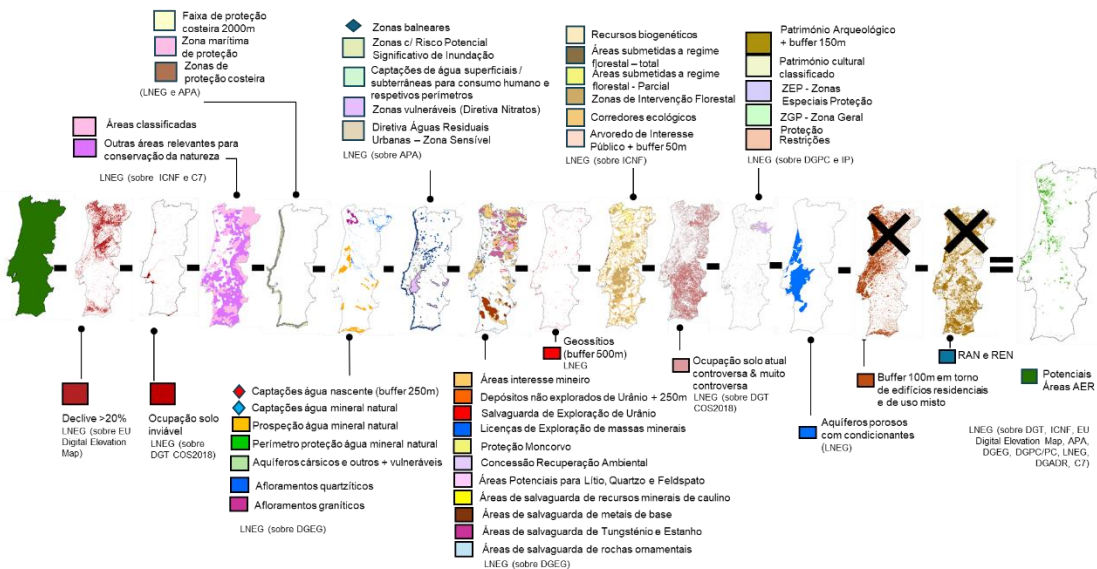 Faixa de proteção
costeira 2000m
Zona marítima
de proteção
Zonas de
proteção costeira
(LNEG e APA)
Áreas classificadas
Outras áreas relevantes para
conservação da natureza
LNEG (sobre ICNF e C7)
Zonas balneares
Zonas c/ Risco Potencial
Significativo de Inundação
Captações de água superficiais /
subterrâneas para consumo humano e
respetivos perímetros
Zonas vulneráveis (Diretiva Nitratos)
Diretiva Águas Residuais
Urbanas – Zona Sensível
LNEG (sobre APA)
Recursos biogenéticos
Áreas submetidas a regime
florestal – total
Áreas submetidas a regime
florestal - Parcial
Zonas de Intervenção Florestal
Corredores ecológicos
Arvoredo de Interesse
Público + buffer 50m
LNEG (sobre ICNF)
Património Arqueológico
+ buffer 150m
Património cultural
classificado
ZEP - Zonas
Especiais Proteção
ZGP - Zona Geral
Proteção
Restrições
LNEG (sobre DGPC e IP)
Declive >20%
LNEG (sobre EU
Digital Elevation
Map)
Ocupação solo
inviável
LNEG (sobre
DGT COS2018)
Captações água nascente (buffer 250m)
Captações água mineral natural
Prospeção água mineral natural
Perímetro proteção água mineral natural
Aquíferos cársicos e outros + vulneráveis
Afloramentos quartzíticos
Afloramentos graníticos
LNEG (sobre DGEG)
Áreas interesse mineiro
Depósitos não explorados de Urânio + 250m
Salvaguarda de Exploração de Urânio
Licenças de Exploração de massas minerais
Proteção Moncorvo
Concessão Recuperação Ambiental
Áreas Potenciais para Lítio, Quartzo e Feldspato
Áreas de salvaguarda de recursos minerais de caulino
Áreas de salvaguarda de metais de base
Áreas de salvaguarda de Tungsténio e Estanho
Áreas de salvaguarda de rochas ornamentais
LNEG (sobre DGEG)
Geossítios
(buffer 500m)
LNEG
Ocupação solo atual
controversa & muito
controversa
LNEG (sobre DGT
COS2018)
Aquíferos porosos
com condicionantes
(LNEG)
Buffer 100m em torno
de edifícios residenciais
e de uso misto
RAN e REN
Potenciais
Áreas AER
LNEG (sobre DGT, ICNF, EU
Digital Elevation Map, APA,
DGEG, DGPC/PC, LNEG,
DGADR, C7)